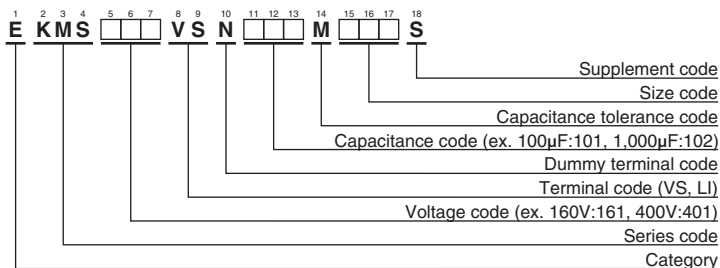 1 2 3 4 5 6 7 8 9 10 11 12 13 14 15 16 17 18
E KMS □□□ VS N □□□ M □□□ S
Supplement code
Size code
Capacitance tolerance code
Capacitance code (ex. 100µF:101, 1,000µF:102)
Dummy terminal code
Terminal code (VS, LI)
Voltage code (ex. 160V:161, 400V:401)
Series code
Category